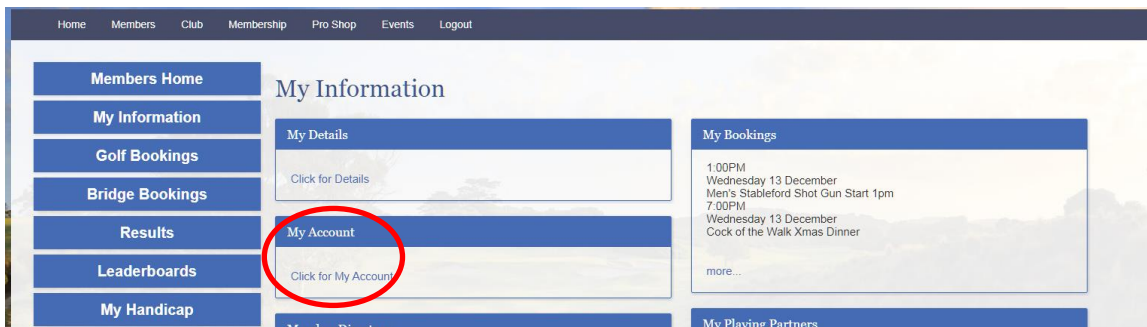 Home Members Club Membership Pro Shop Events Logout
Members Home
My Information
Golf Bookings
Bridge Bookings
Results
Leaderboards
My Handicap
My Information
My Details
Click for Details
My Account
Click for My Account
My Bookings
1:00PM
Wednesday 13 December
Men's Stableford Shot Gun Start 1pm
7:00PM
Wednesday 13 December
Cock of the Walk Xmas Dinner
more...
My Playing Partners